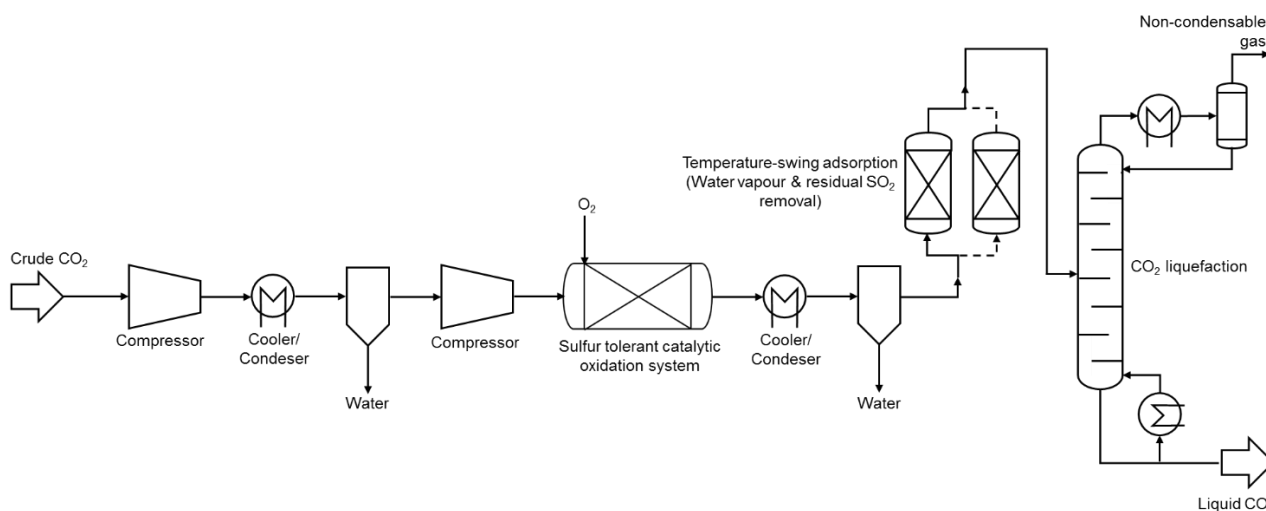 Non-condensable
gas
Temperature-swing adsorption
(Water vapour & residual SO₂
removal)
O₂
Crude CO₂
CO₂ liquefaction
Compressor
Cooler/
Condeser
Compressor
Sulfur tolerant catalytic
oxidation system
Cooler/
Condeser
Water
Water
Liquid CO